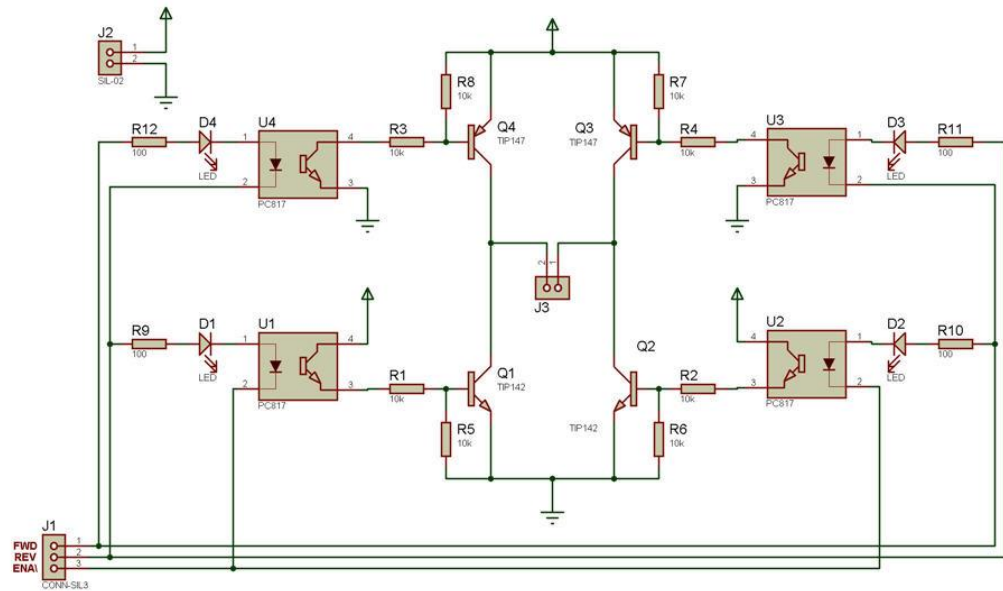 J2
1
2
SIL-02
R8
10k
R7
10k
R12
100
D4
LED
U4
1
2
4
3
PC817
R3
10k
Q4
TIP147
Q3
TIP147
R4
10k
U3
4
3
1
2
PC817
D3
LED
R11
100
2
1
J3
R9
100
D1
LED
U1
1
2
4
3
PC817
R1
10k
Q1
TIP142
R5
10k
Q2
TIP142
R2
10k
R6
10k
U2
4
3
1
2
PC817
D2
LED
R10
100
J1
FWD 1
REV 2
ENA\ 3
CONN-SIL3